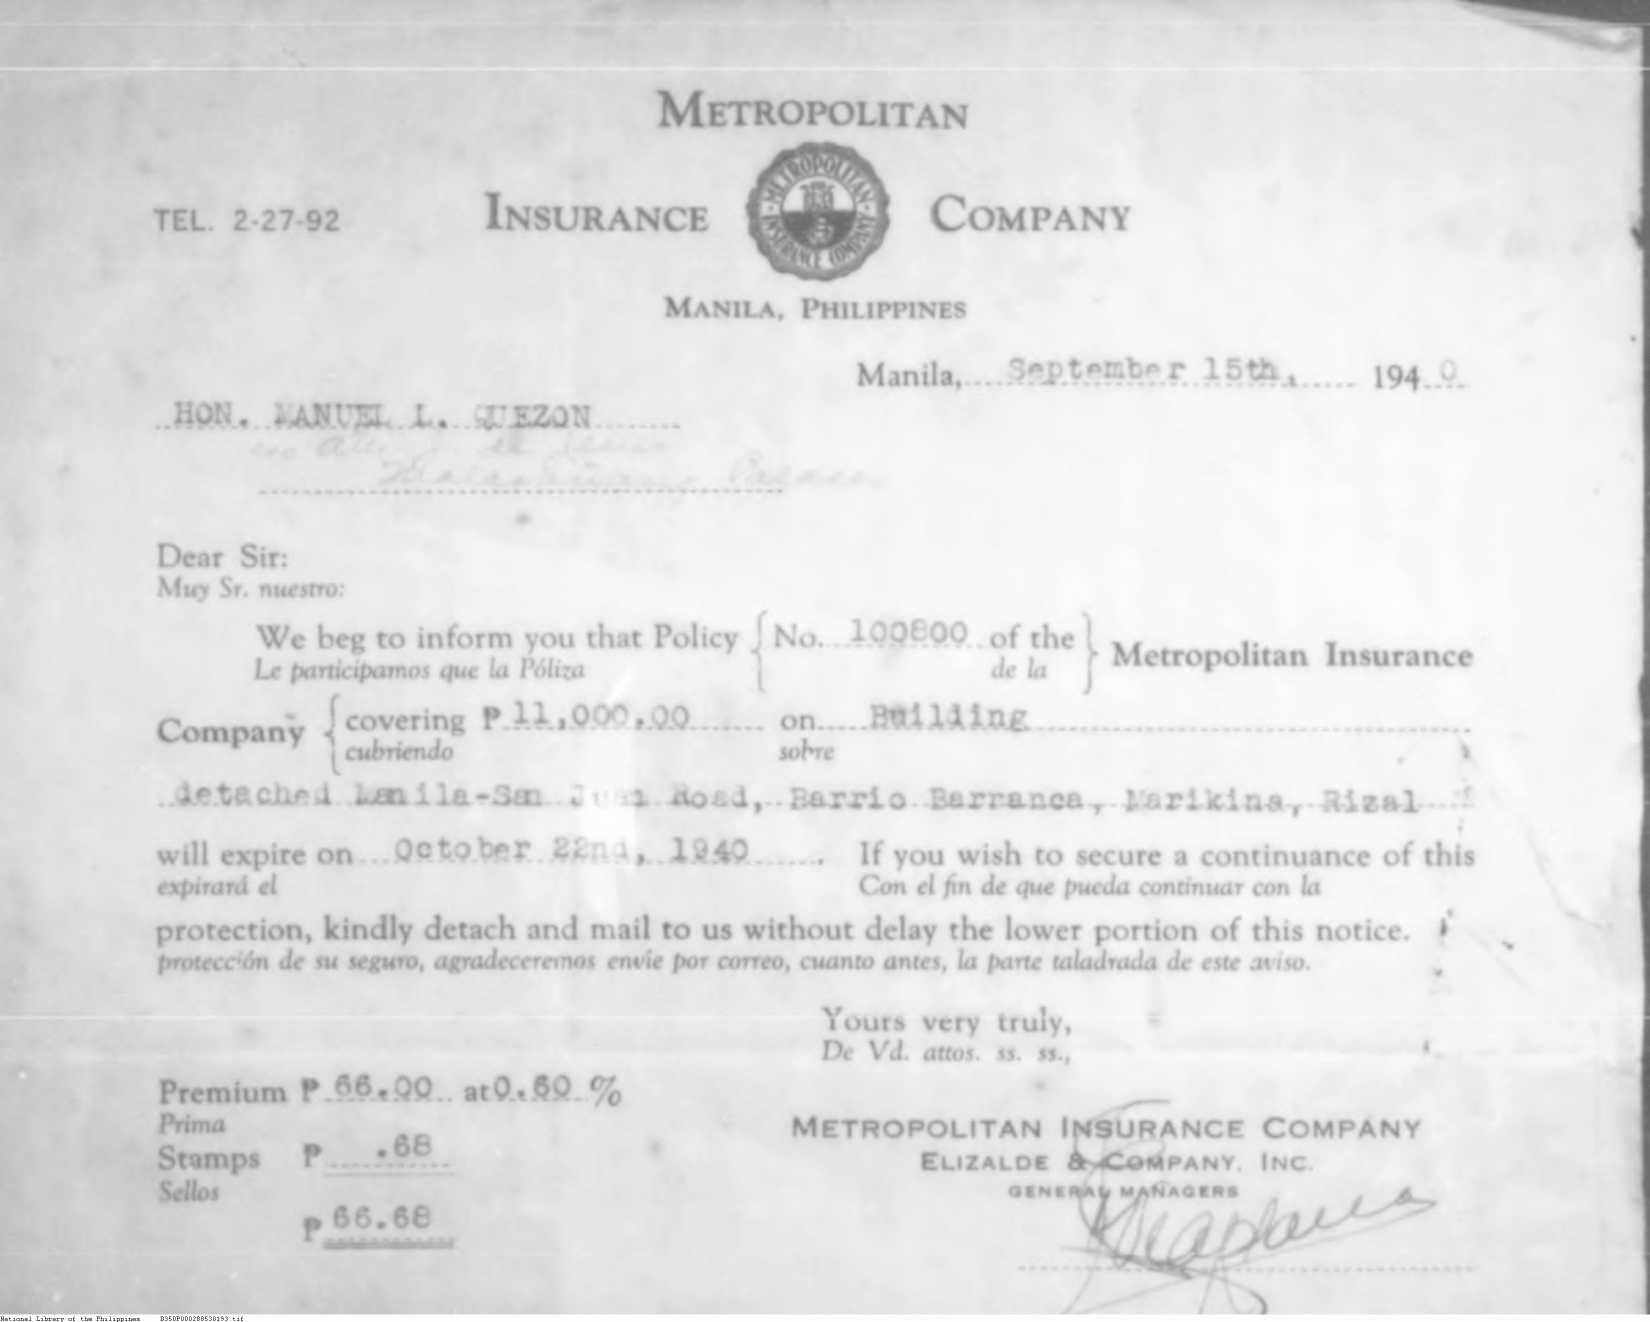 METROPOLITAN
TEL. 2-27-92 INSURANCE COMPANY
METROPOLITAN INSURANCE COMPANY
MANILA, PHILIPPINES
Manila, September 15th, 1940
HON. MANUEL L. QUEZON
Dear Sir:
Muy Sr. nuestro:
We beg to inform you that Policy No. 100800 of the Metropolitan Insurance
Le participamos que la Póliza de la
Company covering ₱ 11,000.00 on Building
cubriendo sobre
detached Manila-San Juan Road, Barrio Barranca, Marikina, Rizal
will expire on October 22nd, 1940. If you wish to secure a continuance of this
expirará el Con el fin de que pueda continuar con la
protection, kindly detach and mail to us without delay the lower portion of this notice.
protección de su seguro, agradeceremos envie por correo, cuanto antes, la parte taladrada de este aviso.
Yours very truly,
De Vd. attos. ss. ss.,
Premium ₱ 66.00 at 0.60 %
Prima
METROPOLITAN INSURANCE COMPANY
Stamps ₱ .68
ELIZALDE & COMPANY, INC.
Sellos
GENERAL MANAGERS
₱ 66.68
National Library of the Philippines